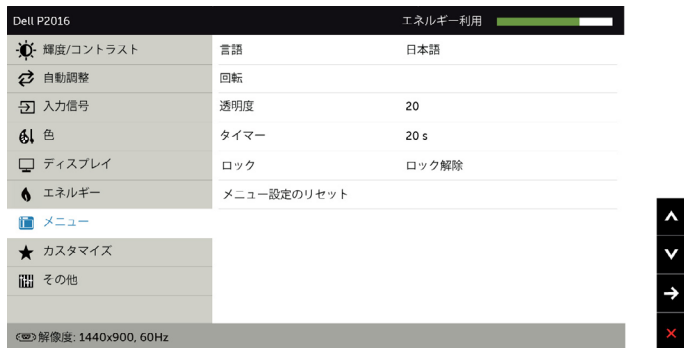 Dell P2016 エネルギー利用
輝度/コントラスト 言語 日本語
自動調整 回転
入力信号 透明度 20
色 タイマー 20 s
ディスプレイ ロック ロック解除
エネルギー メニュー設定のリセット
メニュー
カスタマイズ
その他
解像度: 1440x900, 60Hz